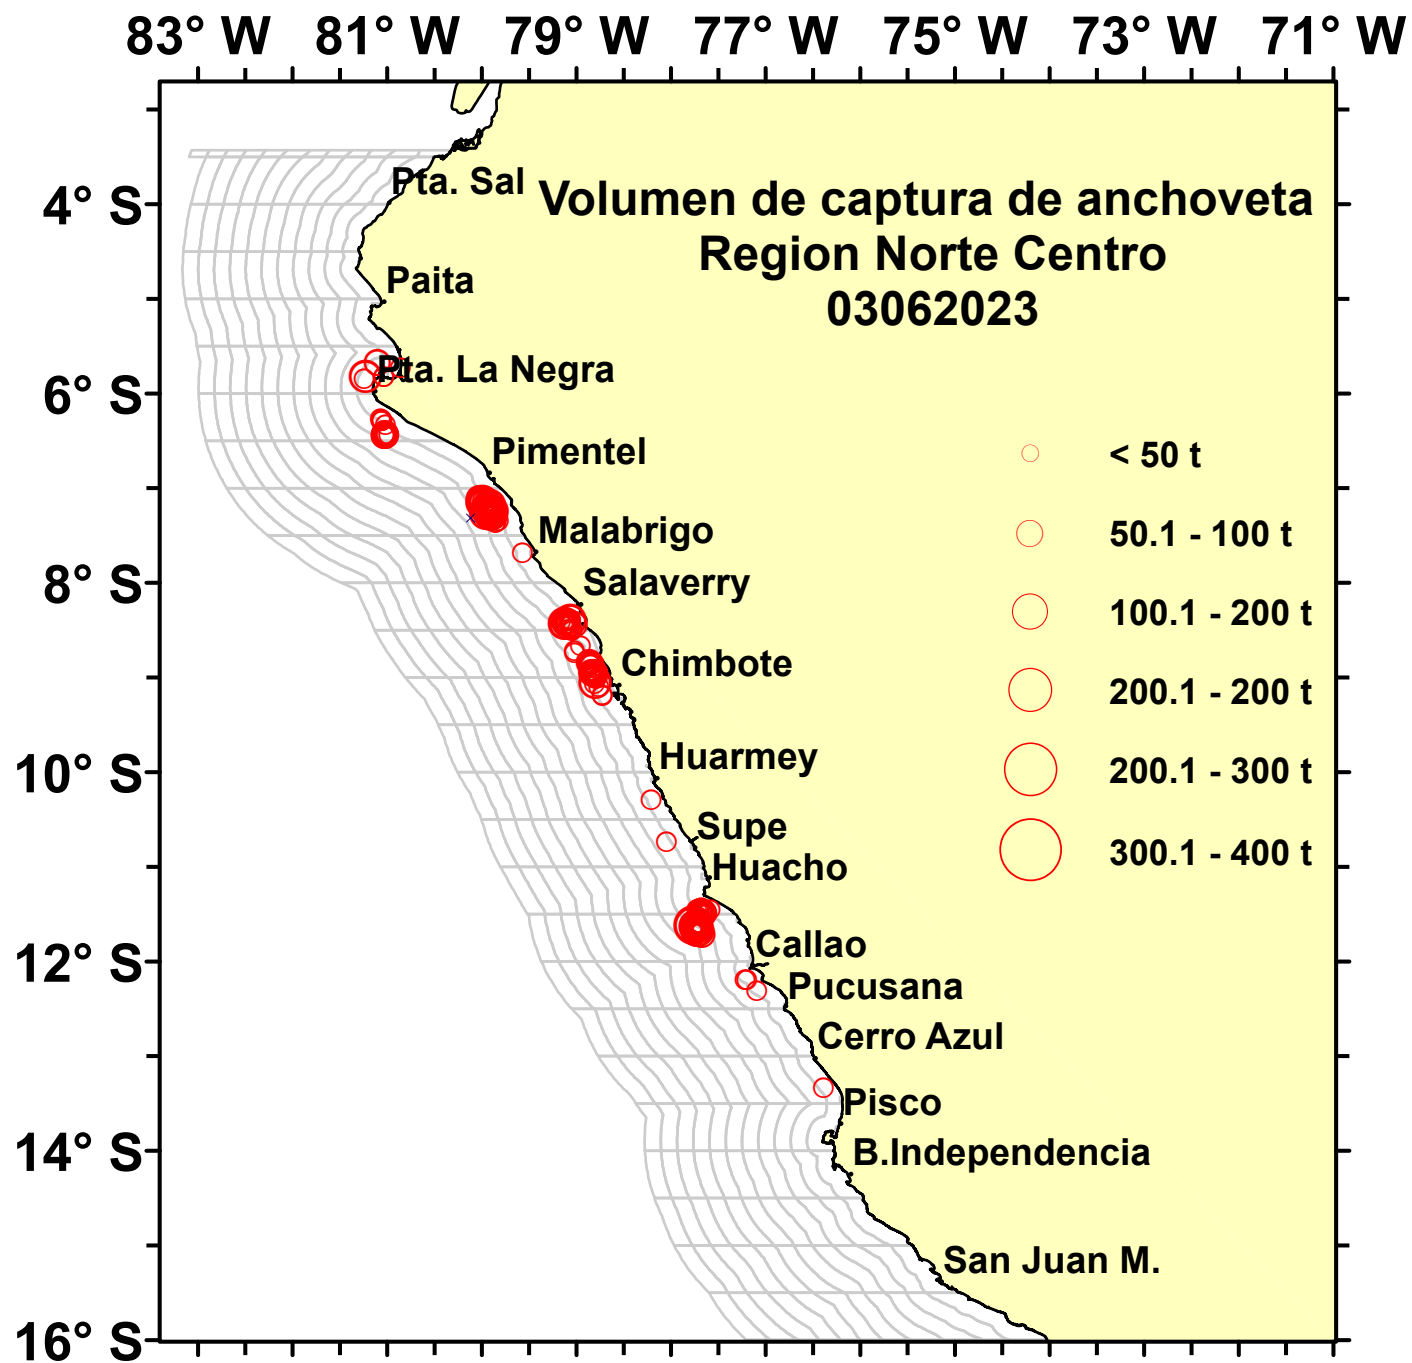 83° W 81° W 79° W 77° W 75° W 73° W 71° W
Pta. Sal
4° S
Volumen de captura de anchoveta
Region Norte Centro
03062023
Paita
Pta. La Negra
6° S
Pimentel
< 50 t
Malabrigo
50.1 - 100 t
8° S
Salaverry
100.1 - 200 t
Chimbote
200.1 - 200 t
Huarmey
10° S
200.1 - 300 t
Supe
300.1 - 400 t
Huacho
Callao
12° S
Pucusana
Cerro Azul
Pisco
14° S
B.Independencia
San Juan M.
16° S